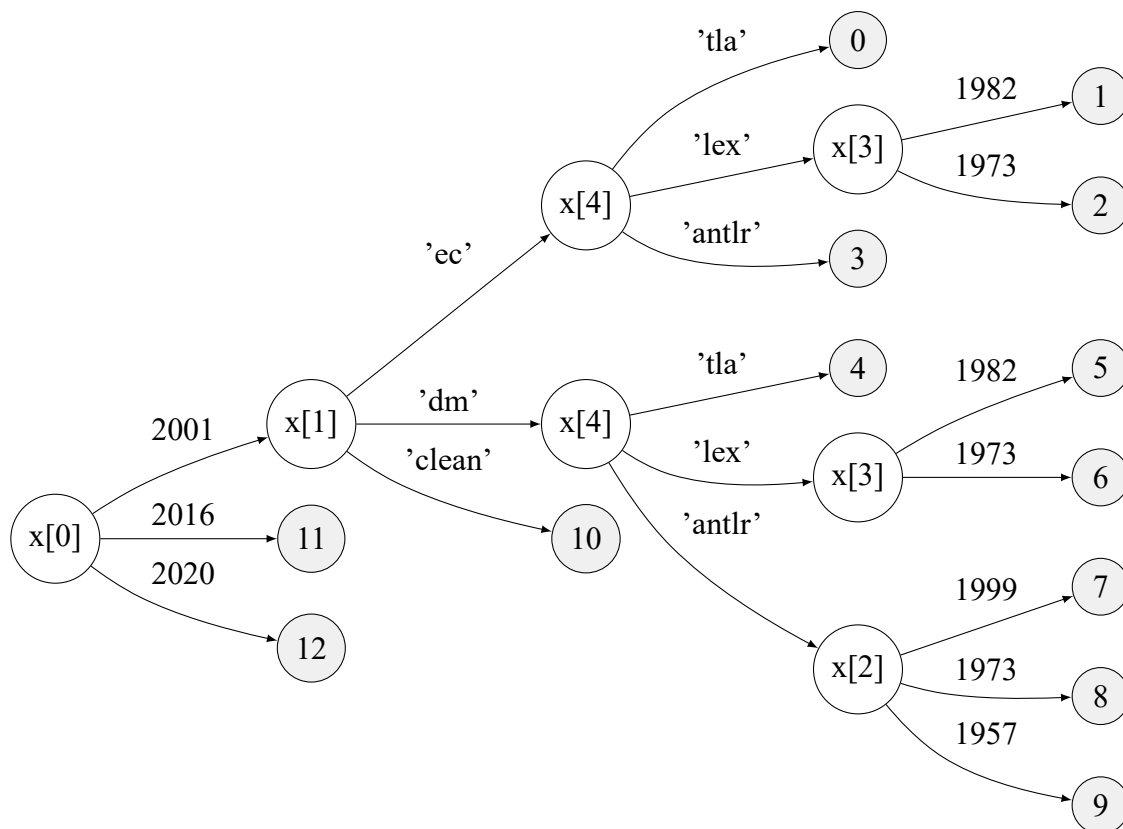 ’tla’
0
1982
1
’lex’
x[3]
1973
2
x[4]
’antlr’
3
’ec’
’tla’
4
1982
5
’dm’
x[4]
2001
x[1]
’lex’
x[3]
1973
6
’clean’
’antlr’
x[0]
2016
11
10
2020
12
1999
7
x[2]
1973
8
1957
9